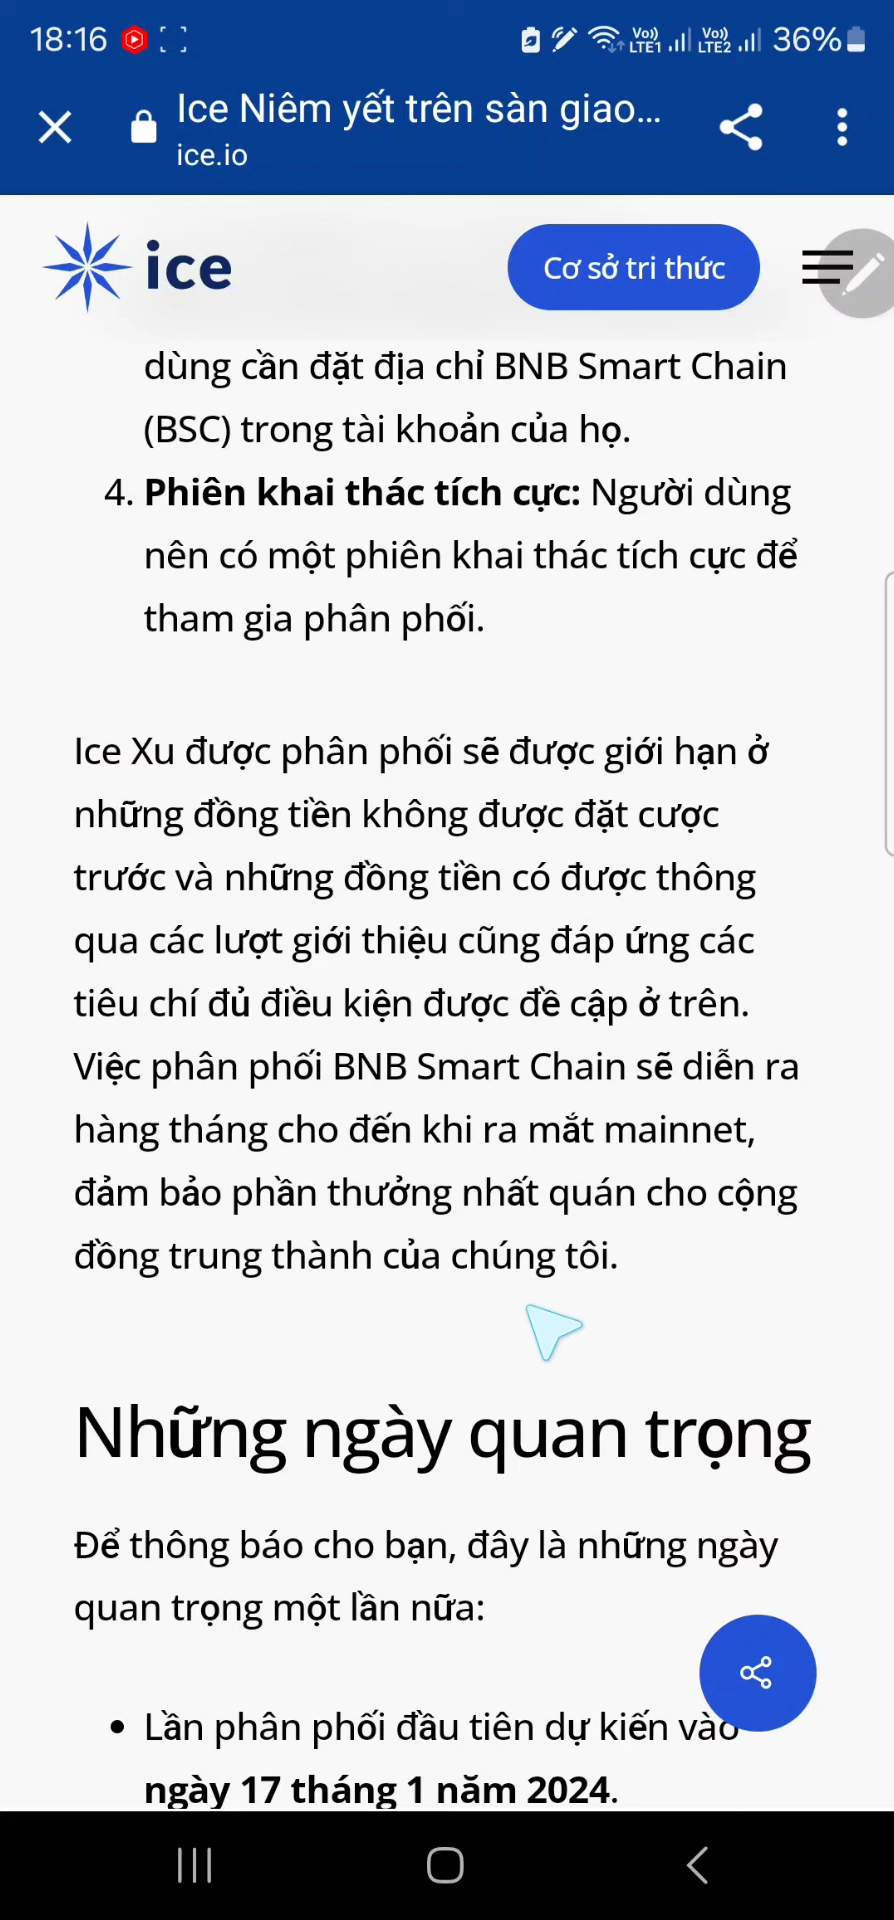 18:16
Vo)) LTE1 Vo)) LTE2 36%
Ice Niêm yết trên sàn giao...
ice.io
ice
Cơ sở tri thức
dùng cần đặt địa chỉ BNB Smart Chain
(BSC) trong tài khoản của họ.
4. Phiên khai thác tích cực: Người dùng
nên có một phiên khai thác tích cực để
tham gia phân phối.
Ice Xu được phân phối sẽ được giới hạn ở
những đồng tiền không được đặt cược
trước và những đồng tiền có được thông
qua các lượt giới thiệu cũng đáp ứng các
tiêu chí đủ điều kiện được đề cập ở trên.
Việc phân phối BNB Smart Chain sẽ diễn ra
hàng tháng cho đến khi ra mắt mainnet,
đảm bảo phần thưởng nhất quán cho cộng
đồng trung thành của chúng tôi.
Những ngày quan trọng
Để thông báo cho bạn, đây là những ngày
quan trọng một lần nữa:
• Lần phân phối đầu tiên dự kiến vào
ngày 17 tháng 1 năm 2024.